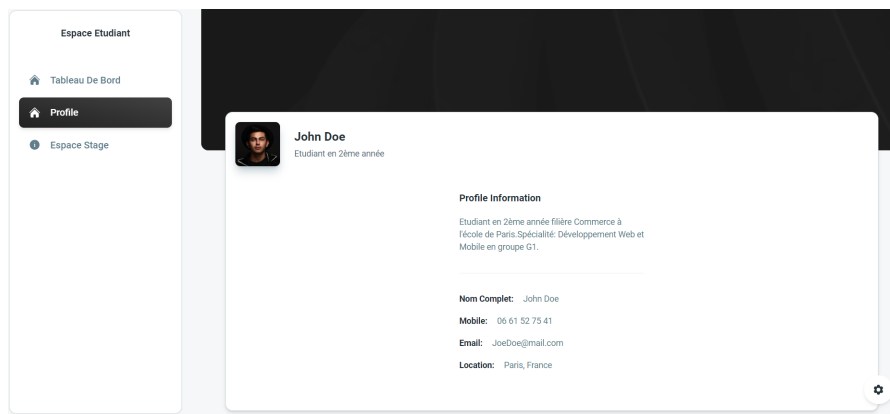 Espace Etudiant
Tableau De Bord
Profile
Espace Stage
John Doe
Etudiant en 2ème année
Profile Information
Etudiant en 2ème année filière Commerce à
l'école de Paris.Spécialité: Développement Web et
Mobile en groupe G1.
Nom Complet: John Doe
Mobile: 06 61 52 75 41
Email: JoeDoe@mail.com
Location: Paris, France